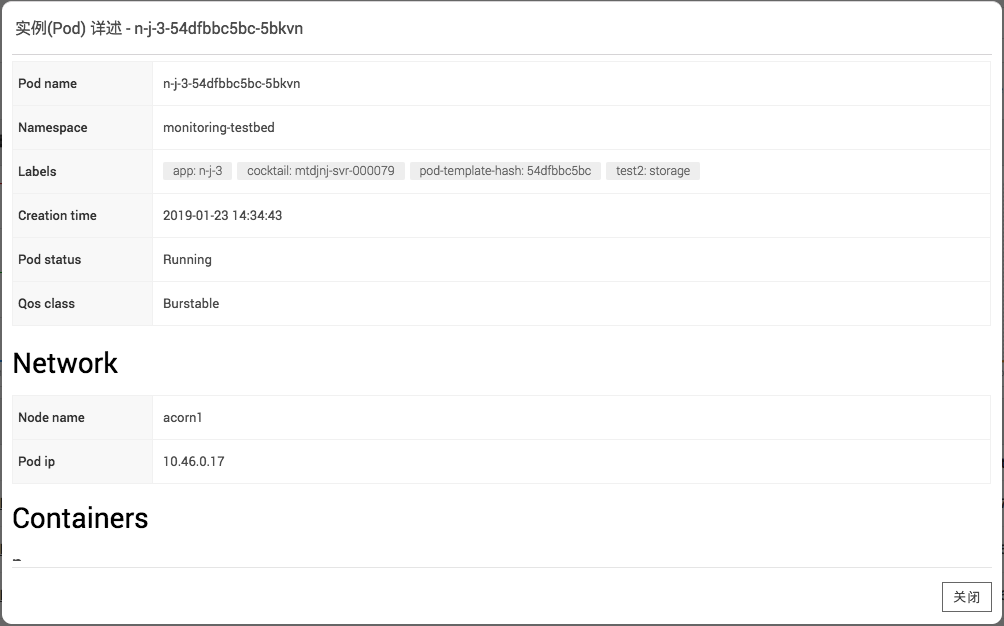 实例(Pod) 详述 - n-j-3-54dfbbc5bc-5bkvn
Pod name n-j-3-54dfbbc5bc-5bkvn
Namespace monitoring-testbed
Labels app: n-j-3 cocktail: mtdjnj-svr-000079 pod-template-hash: 54dfbbc5bc test2: storage
Creation time 2019-01-23 14:34:43
Pod status Running
Qos class Burstable
Network
Node name acorn1
Pod ip 10.46.0.17
Containers
关闭